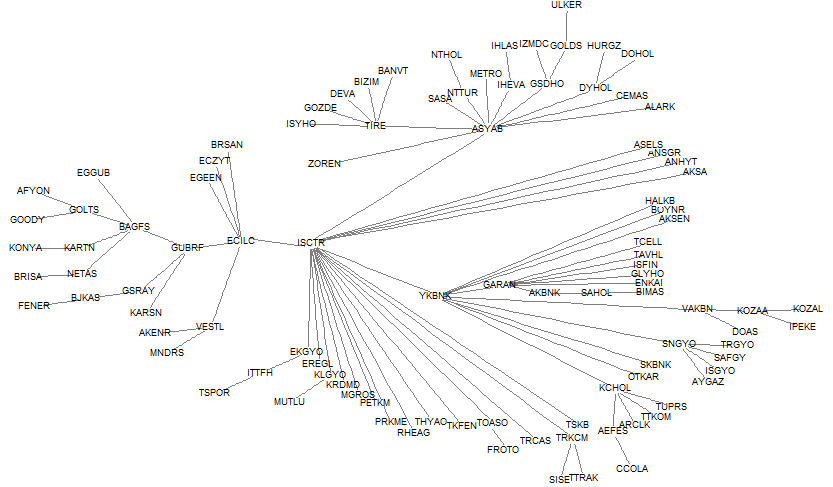 ULKER
IHLAS
IZMDC
GOLDS
HURGZ
DOHOL
NTHOL
BANVT
METRO
BIZIM
IHEVA
GSDHO
DYHOL
DEVA
NTTUR
CEMAS
SASA
GOZDE
ALARK
ISYHO
TIRE
ASYAB
BRSAN
ASELS
ECZYT
ANSGR
ZOREN
ANHYT
EGGUB
EGEEN
AKSA
AFYON
HALKB
GOLTS
BUYNR
GOODY
AKSEN
BAGFS
ECILC
ISCTR
TCELL
KONYA
KARTN
GUBRF
TAVHL
ISFIN
BRISA
NETAS
GLYHO
GARAN
ENKAI
GSRAY
YKBNK
AKBNK
SAHOL
BIMAS
FENER
BJKAS
VAKBN
KOZAA
KOZAL
KARSN
AKENR
VESTL
IPEKE
DOAS
MNDRS
EKGYO
SNGYO
TRGYO
EREGL
SAFGY
ITTFH
KLGYO
SKBNK
ISGYO
KRDMD
OTKAR
AYGAZ
TSPOR
MUTLU
MGROS
KCHOL
PETKM
TUPRS
PRKME
THYAO
TOASO
TTKOM
RHEAG
TKFEN
TSKB
ARCLK
AEFES
TRCAS
TRKCM
FROTO
CCOLA
SISE
TTRAK